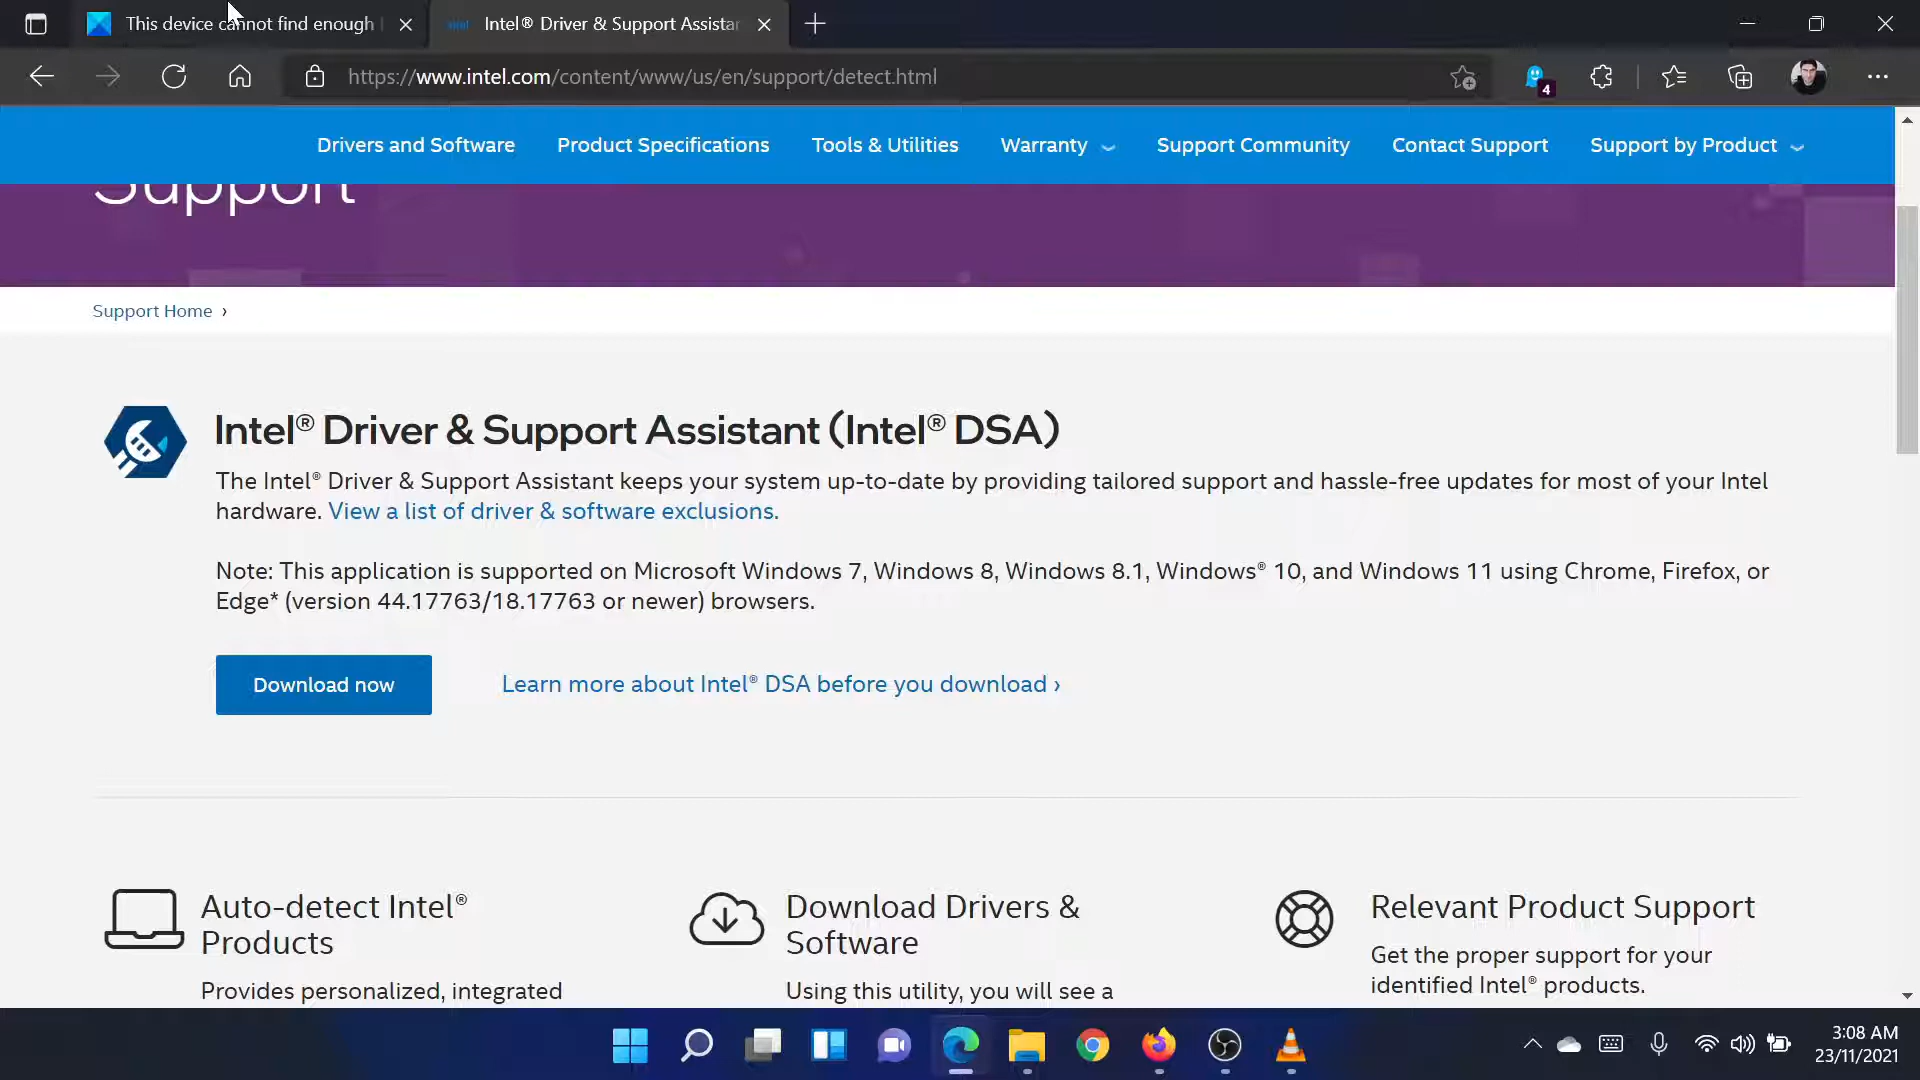 This device cannot find enough
Intel® Driver & Support Assistan
https://www.intel.com/content/www/us/en/support/detect.html
4
Drivers and Software
Product Specifications
Tools & Utilities
Warranty
Support Community
Contact Support
Support by Product
Support
Support Home ›
Intel® Driver & Support Assistant (Intel® DSA)
The Intel® Driver & Support Assistant keeps your system up-to-date by providing tailored support and hassle-free updates for most of your Intel
hardware. View a list of driver & software exclusions.
Note: This application is supported on Microsoft Windows 7, Windows 8, Windows 8.1, Windows® 10, and Windows 11 using Chrome, Firefox, or
Edge* (version 44.17763/18.17763 or newer) browsers.
Download now
Learn more about Intel® DSA before you download ›
Auto-detect Intel®
Products
Provides personalized, integrated
Download Drivers &
Software
Using this utility, you will see a
Relevant Product Support
Get the proper support for your
identified Intel® products.
3:08 AM
23/11/2021